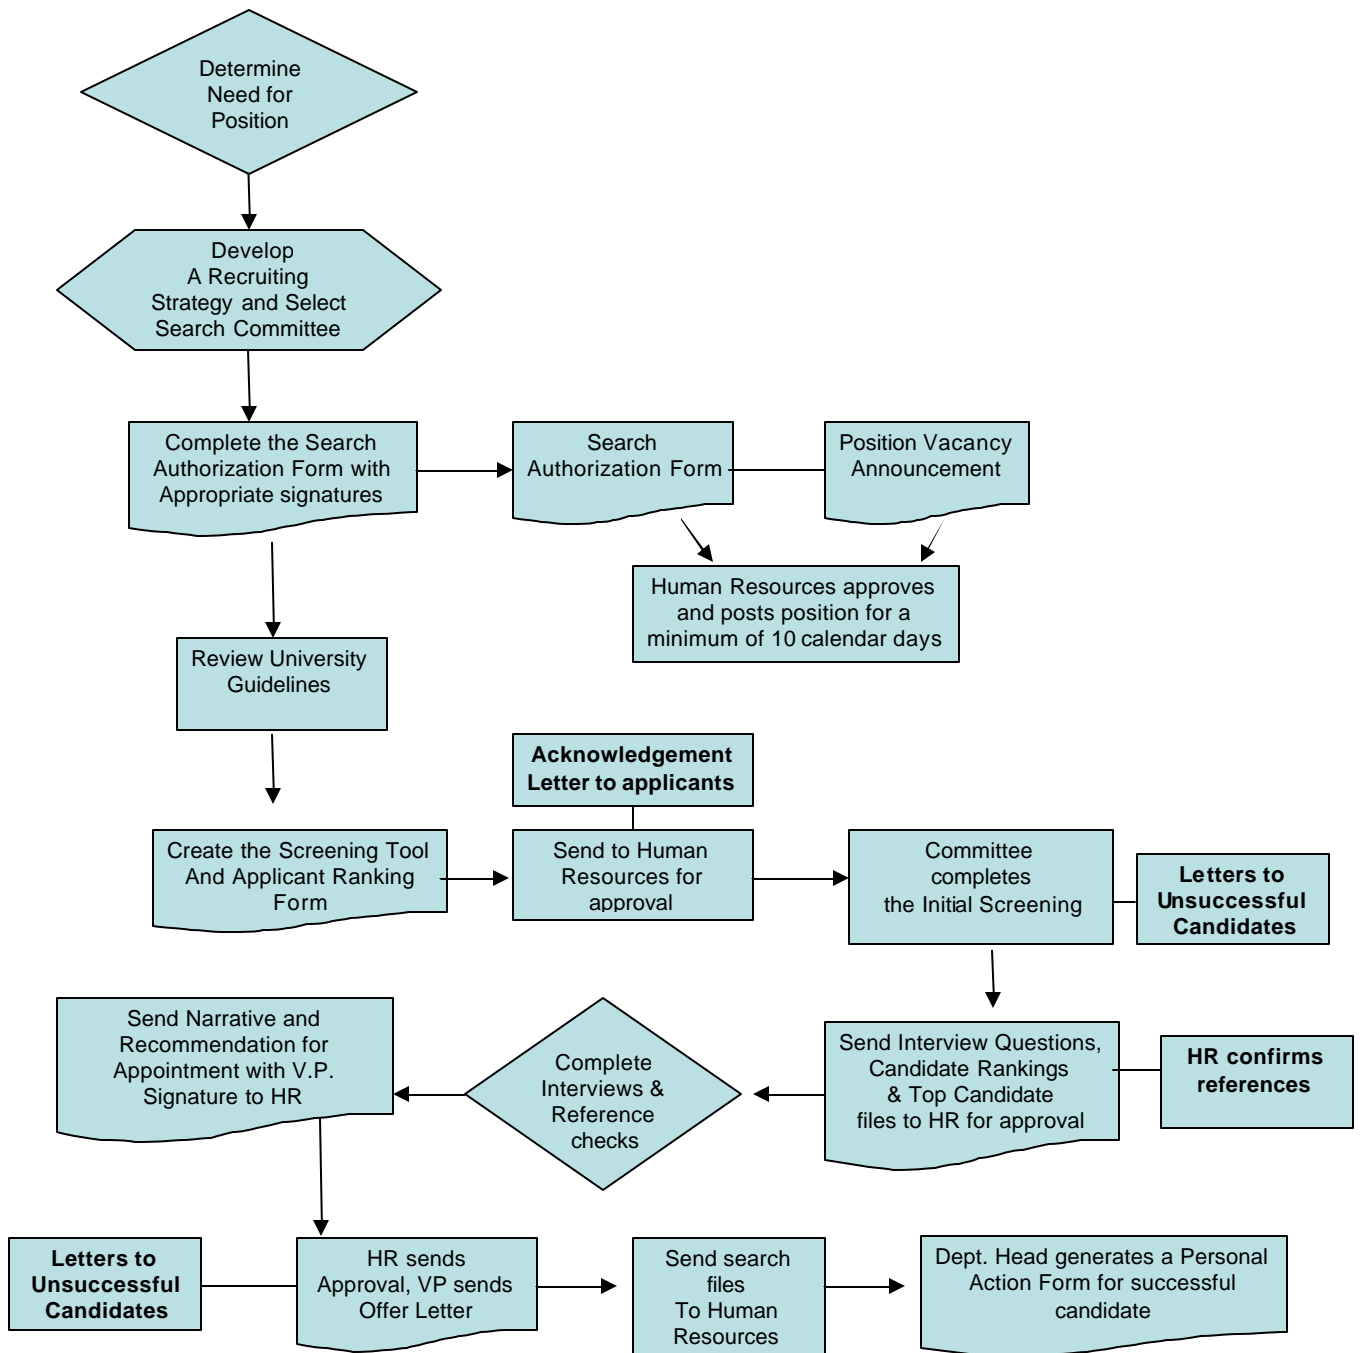 Determine
Need for
Position
Develop
A Recruiting
Strategy and Select
Search Committee
Complete the Search
Authorization Form with
Appropriate signatures
Search
Authorization Form
Position Vacancy
Announcement
Human Resources approves
and posts position for a
minimum of 10 calendar days
Review University
Guidelines
Acknowledgement
Letter to applicants
Create the Screening Tool
And Applicant Ranking
Form
Send to Human
Resources for
approval
Committee
completes
the Initial Screening
Letters to
Unsuccessful
Candidates
Send Narrative and
Recommendation for
Appointment with V.P.
Signature to HR
Complete
Interviews &
Reference
checks
Send Interview Questions,
Candidate Rankings
& Top Candidate
files to HR for approval
HR confirms
references
Letters to
Unsuccessful
Candidates
HR sends
Approval, VP sends
Offer Letter
Send search
files
To Human
Resources
Dept. Head generates a Personal
Action Form for successful
candidate